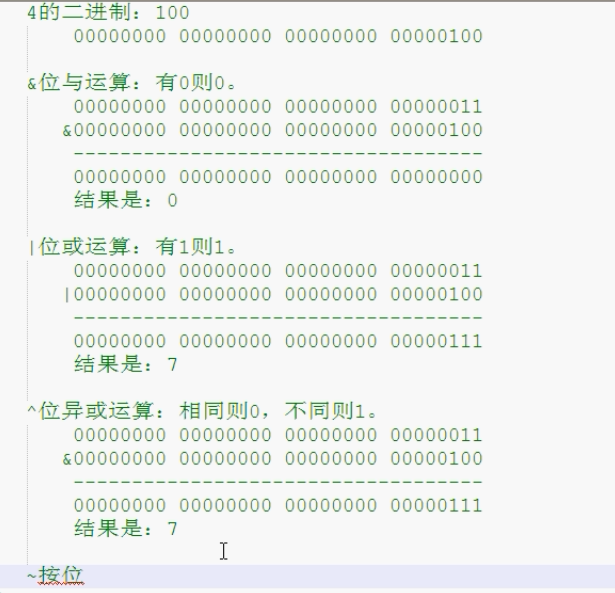 4的二进制：100
00000000 00000000 00000000 00000100
&位与运算：有0则0。
00000000 00000000 00000000 00000011
&00000000 00000000 00000000 00000100
-----------------------------------
00000000 00000000 00000000 00000000
结果是：0
|位或运算：有1则1。
00000000 00000000 00000000 00000011
|00000000 00000000 00000000 00000100
-----------------------------------
00000000 00000000 00000000 00000111
结果是：7
^位异或运算：相同则0，不同则1。
00000000 00000000 00000000 00000011
&00000000 00000000 00000000 00000100
-----------------------------------
00000000 00000000 00000000 00000111
结果是：7
~按位